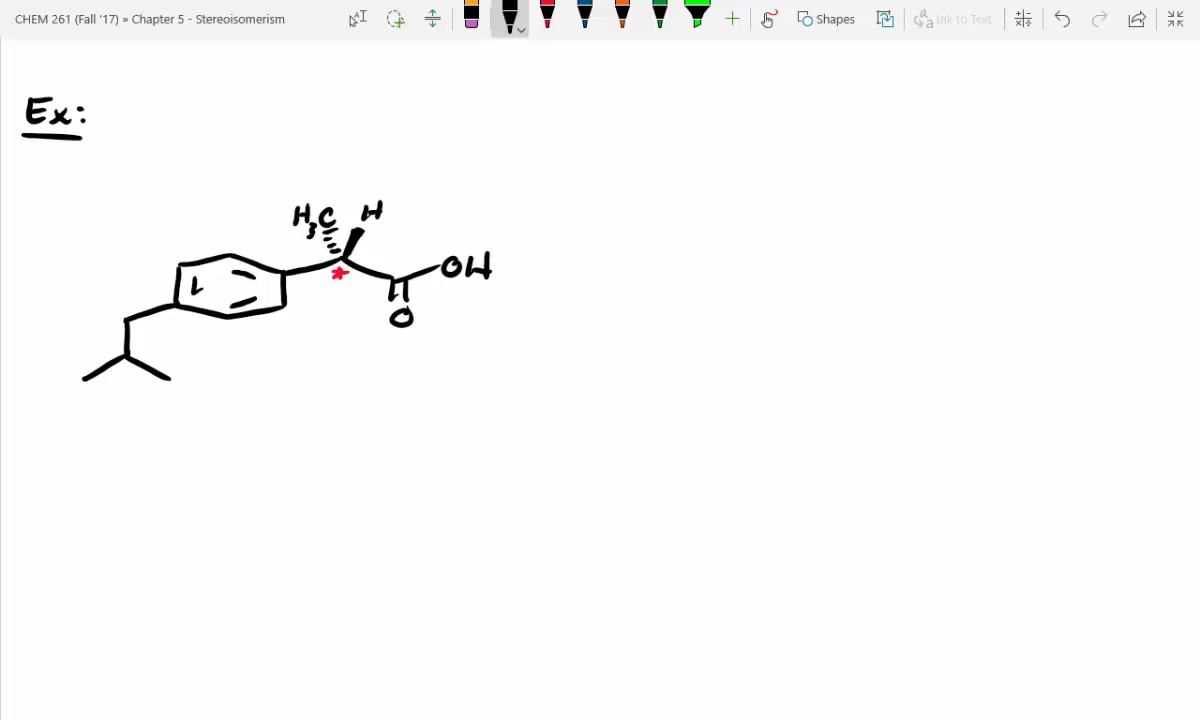 CHEM 261 (Fall '17) » Chapter 5 - Stereoisomerism
Shapes
Ink to Text
Ex:
H₃C H
*
OH
O